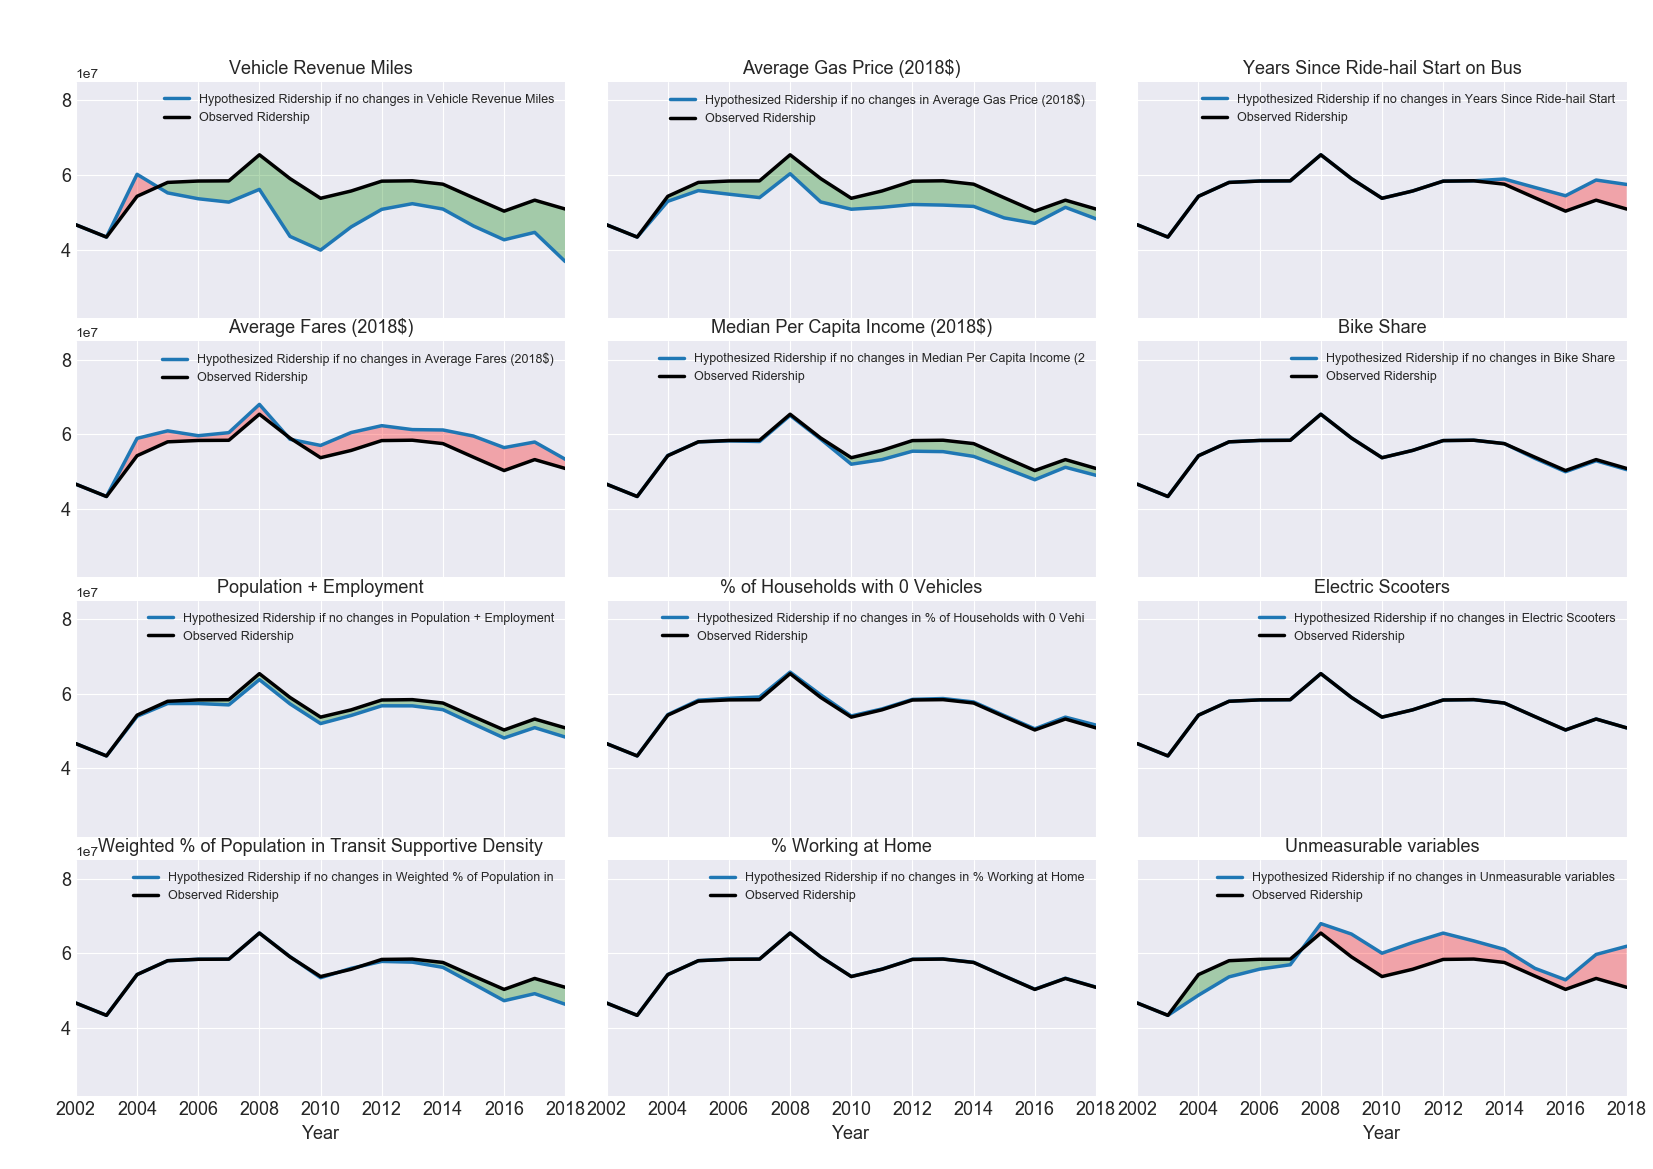 Vehicle Revenue Miles
1e7
8
6
4
Hypothesized Ridership if no changes in Vehicle Revenue Miles
Observed Ridership
Average Gas Price (2018$)
Hypothesized Ridership if no changes in Average Gas Price (2018$)
Observed Ridership
Years Since Ride-hail Start on Bus
Hypothesized Ridership if no changes in Years Since Ride-hail Start
Observed Ridership
Average Fares (2018$)
1e7
8
6
4
Hypothesized Ridership if no changes in Average Fares (2018$)
Observed Ridership
Median Per Capita Income (2018$)
Hypothesized Ridership if no changes in Median Per Capita Income (2
Observed Ridership
Bike Share
Hypothesized Ridership if no changes in Bike Share
Observed Ridership
Population + Employment
1e7
8
6
4
Hypothesized Ridership if no changes in Population + Employment
Observed Ridership
% of Households with 0 Vehicles
Hypothesized Ridership if no changes in % of Households with 0 Vehi
Observed Ridership
Electric Scooters
Hypothesized Ridership if no changes in Electric Scooters
Observed Ridership
Weighted % of Population in Transit Supportive Density
1e7
8
6
4
Hypothesized Ridership if no changes in Weighted % of Population in
Observed Ridership
2002 2004 2006 2008 2010 2012 2014 2016 2018
Year
% Working at Home
Hypothesized Ridership if no changes in % Working at Home
Observed Ridership
2002 2004 2006 2008 2010 2012 2014 2016 2018
Year
Unmeasurable variables
Hypothesized Ridership if no changes in Unmeasurable variables
Observed Ridership
2002 2004 2006 2008 2010 2012 2014 2016 2018
Year